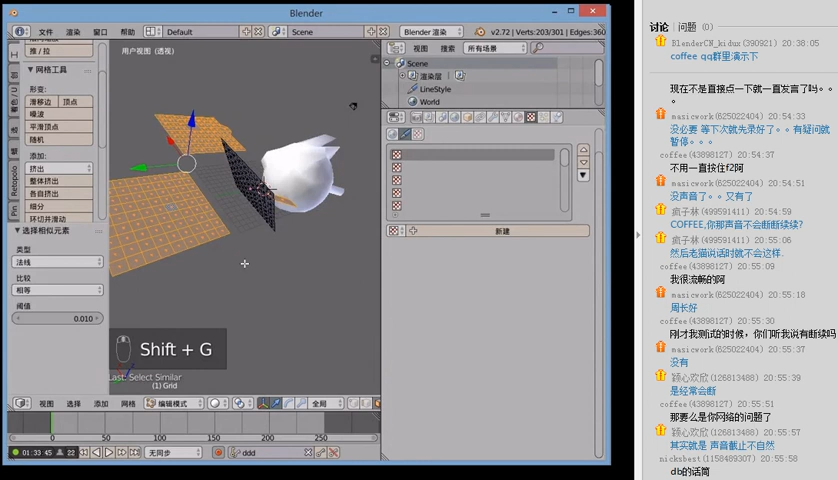 Blender
文件
渲染
窗口
帮助
Default
Scene
Blender 渲染
v2.72 | Verts:203/301 | Edges:360
推 / 拉
网格工具
形变:
滑移边
顶点
噪波
平滑顶点
随机
添加:
挤出
整体挤出
各自挤出
细分
环切并滑动
Retopolo
Pin
选择相似元素
类型
法线
比较
相等
阈值
0.010
用户视图 (透视)
Shift + G
Last: Select Similar
(1) Grid
视图
选择
添加
网格
编辑模式
全局
视图
搜索
所有场景
Scene
渲染层
LineStyle
World
新建
0
50
100
150
200
250
01:33:45
22
无同步
ddd
讨论
问题 (0)
BlenderCN_kidux(390921) 20:38:05
coffee qq群里演示下
现在不是直接点一下就一直发言了吗。。
。
masicwork(625022404) 20:54:33
没必要 等下次就先录好了。。有疑问就
暂停。。。
coffee(43898127) 20:54:37
不用一直按住f2阿
masicwork(625022404) 20:54:51
没声音了。。又有了
疯子林(499591411) 20:54:59
COFFEE,你那声音不会断断续续?
疯子林(499591411) 20:55:06
然后老猫说话时就不会这样.
coffee(43898127) 20:55:09
我很流畅的阿
masicwork(625022404) 20:55:18
周长好
coffee(43898127) 20:55:30
刚才我测试的时候，你们听我说有断续吗
masicwork(625022404) 20:55:37
没有
颖心欢欣(126813488) 20:55:39
是经常会断
coffee(43898127) 20:55:51
那要么是你网络的问题了
颖心欢欣(126813488) 20:55:57
其实就是 声音截止不自然
nicksbest(1158489307) 20:55:58
db的话筒